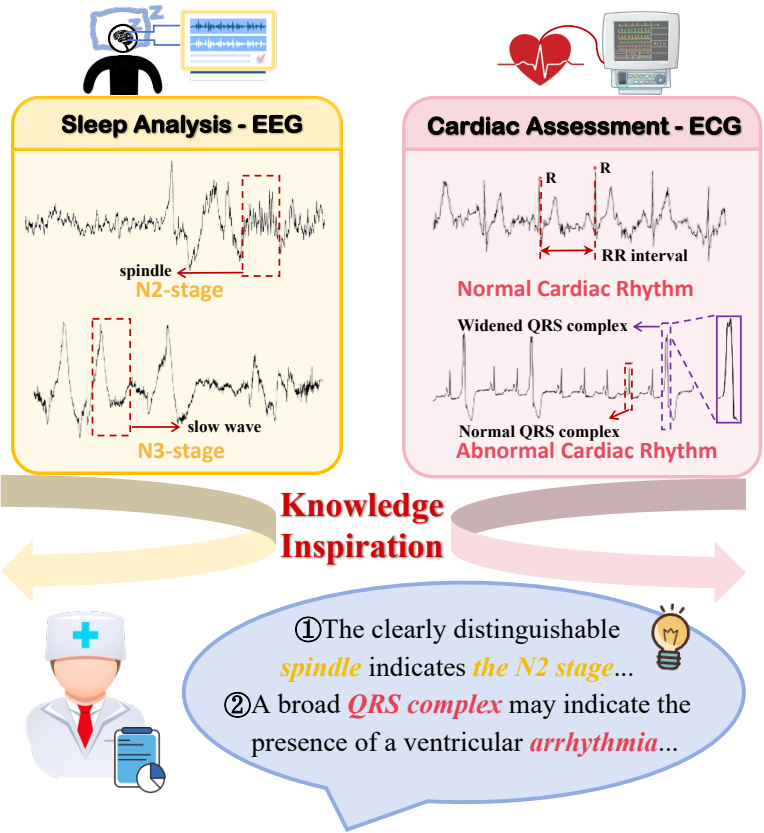 Sleep Analysis - EEG
spindle
N2-stage
slow wave
N3-stage
Cardiac Assessment - ECG
R
R
RR interval
Normal Cardiac Rhythm
Widened QRS complex
Normal QRS complex
Abnormal Cardiac Rhythm
Knowledge
Inspiration
①The clearly distinguishable
spindle indicates the N2 stage...
②A broad QRS complex may indicate the
presence of a ventricular arrhythmia...